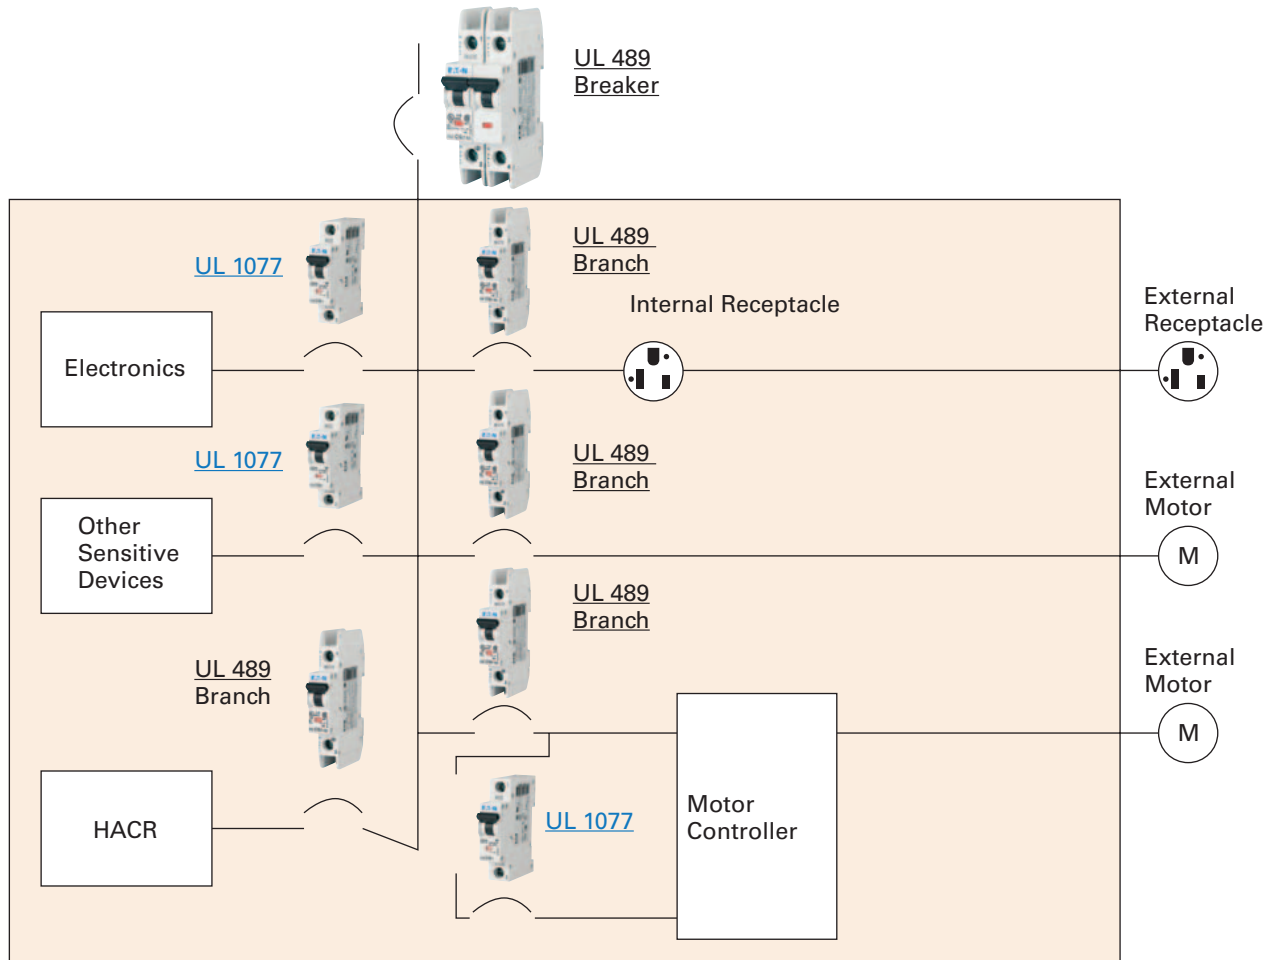 UL 489
Breaker
UL 1077
UL 489
Branch
Internal Receptacle
External
Receptacle
Electronics
UL 1077
UL 489
Branch
External
Motor
Other
Sensitive
Devices
M
UL 489
Branch
UL 489
Branch
External
Motor
M
HACR
UL 1077
Motor
Controller